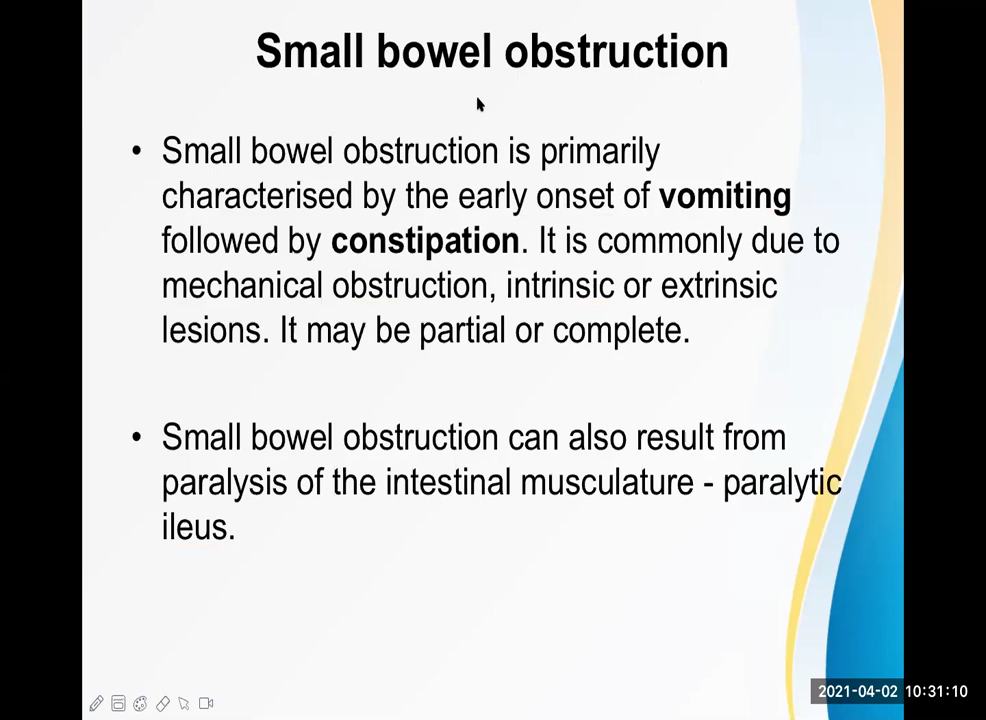 Small bowel obstruction
• Small bowel obstruction is primarily
characterised by the early onset of vomiting
followed by constipation. It is commonly due to
mechanical obstruction, intrinsic or extrinsic
lesions. It may be partial or complete.
• Small bowel obstruction can also result from
paralysis of the intestinal musculature - paralytic
ileus.
2021-04-02 10:31:10